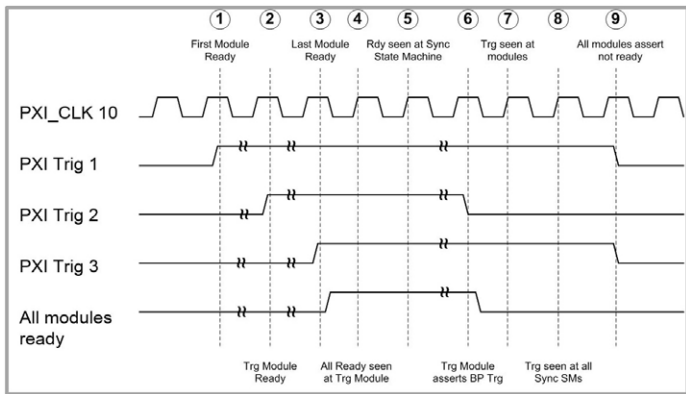 1 2 3 4 5 6 7 8 9
First Module Ready
Last Module Ready
Rdy seen at Sync State Machine
Trg seen at modules
All modules assert not ready
PXI_CLK 10
PXI Trig 1
PXI Trig 2
PXI Trig 3
All modules ready
Trg Module Ready
All Ready seen at Trg Module
Trg Module asserts BP Trg
Trg seen at all Sync SMs